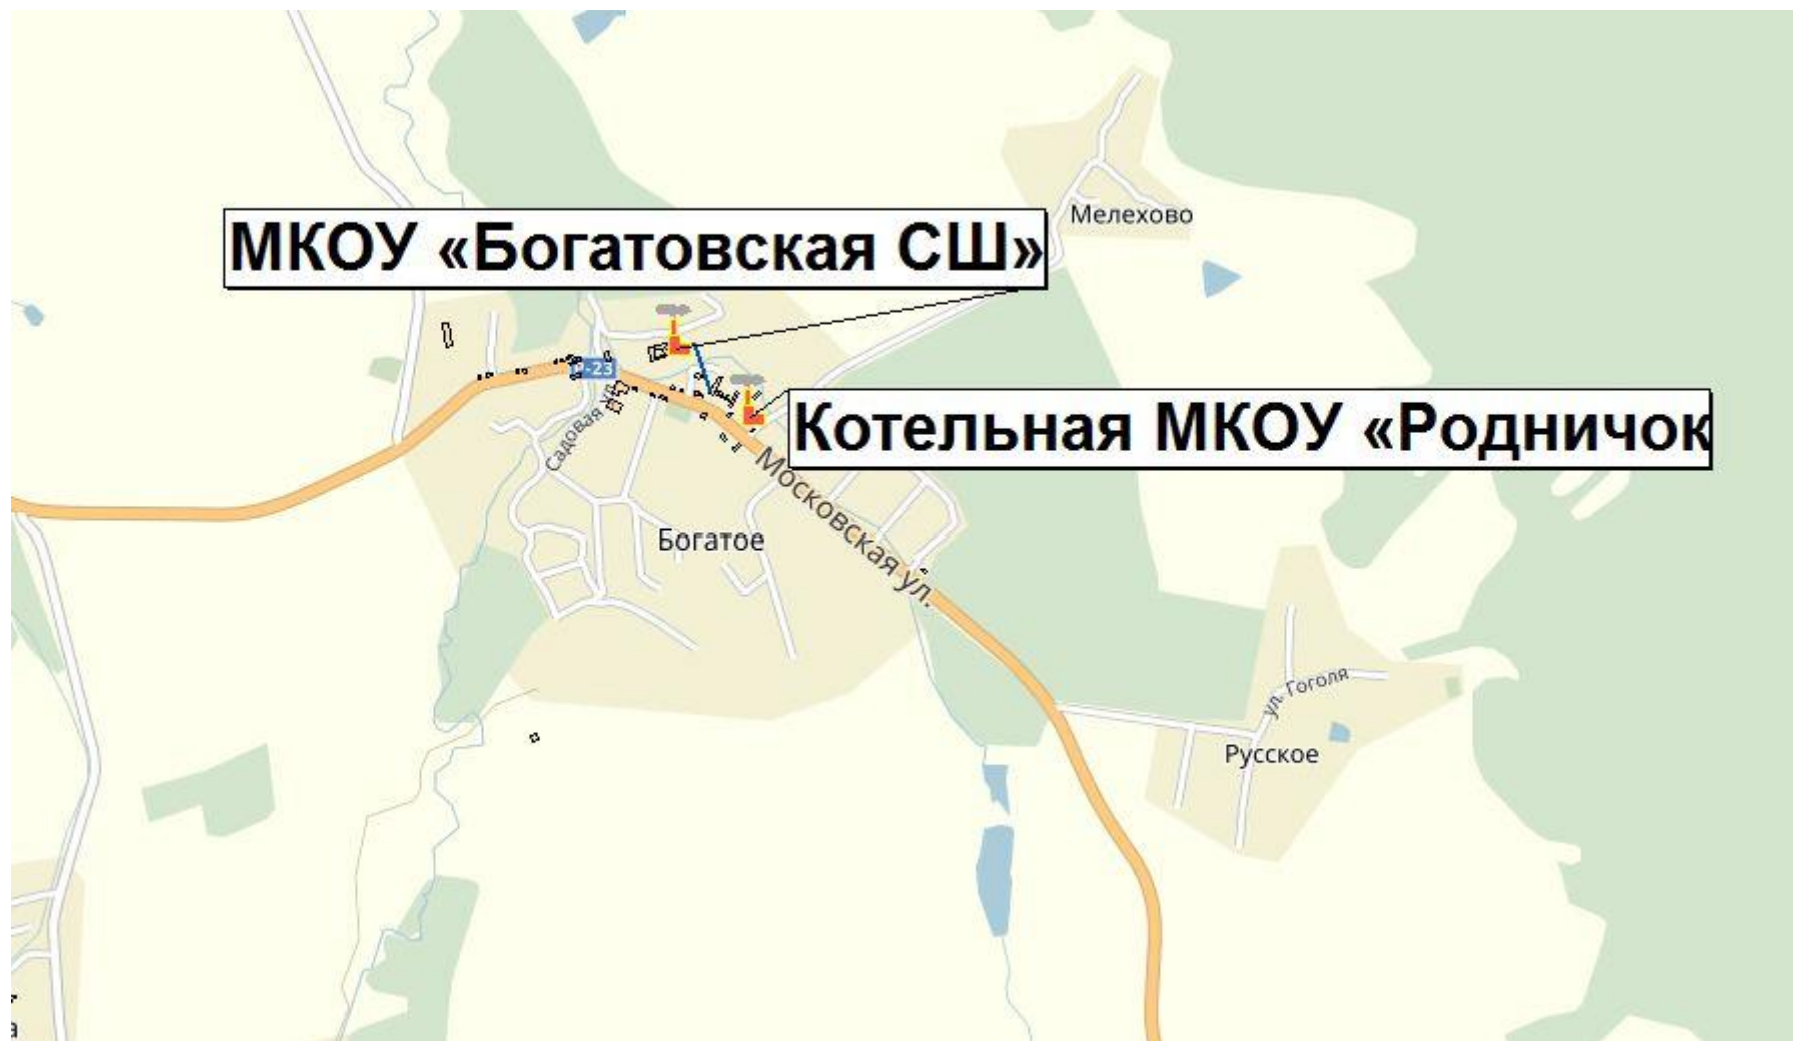 Мелехово
МКОУ «Богатовская СШ»
Р-23
Садовая ул.
Котельная МКОУ «Родничок
Московская ул.
Богатое
ул. Гоголя
Русское
а